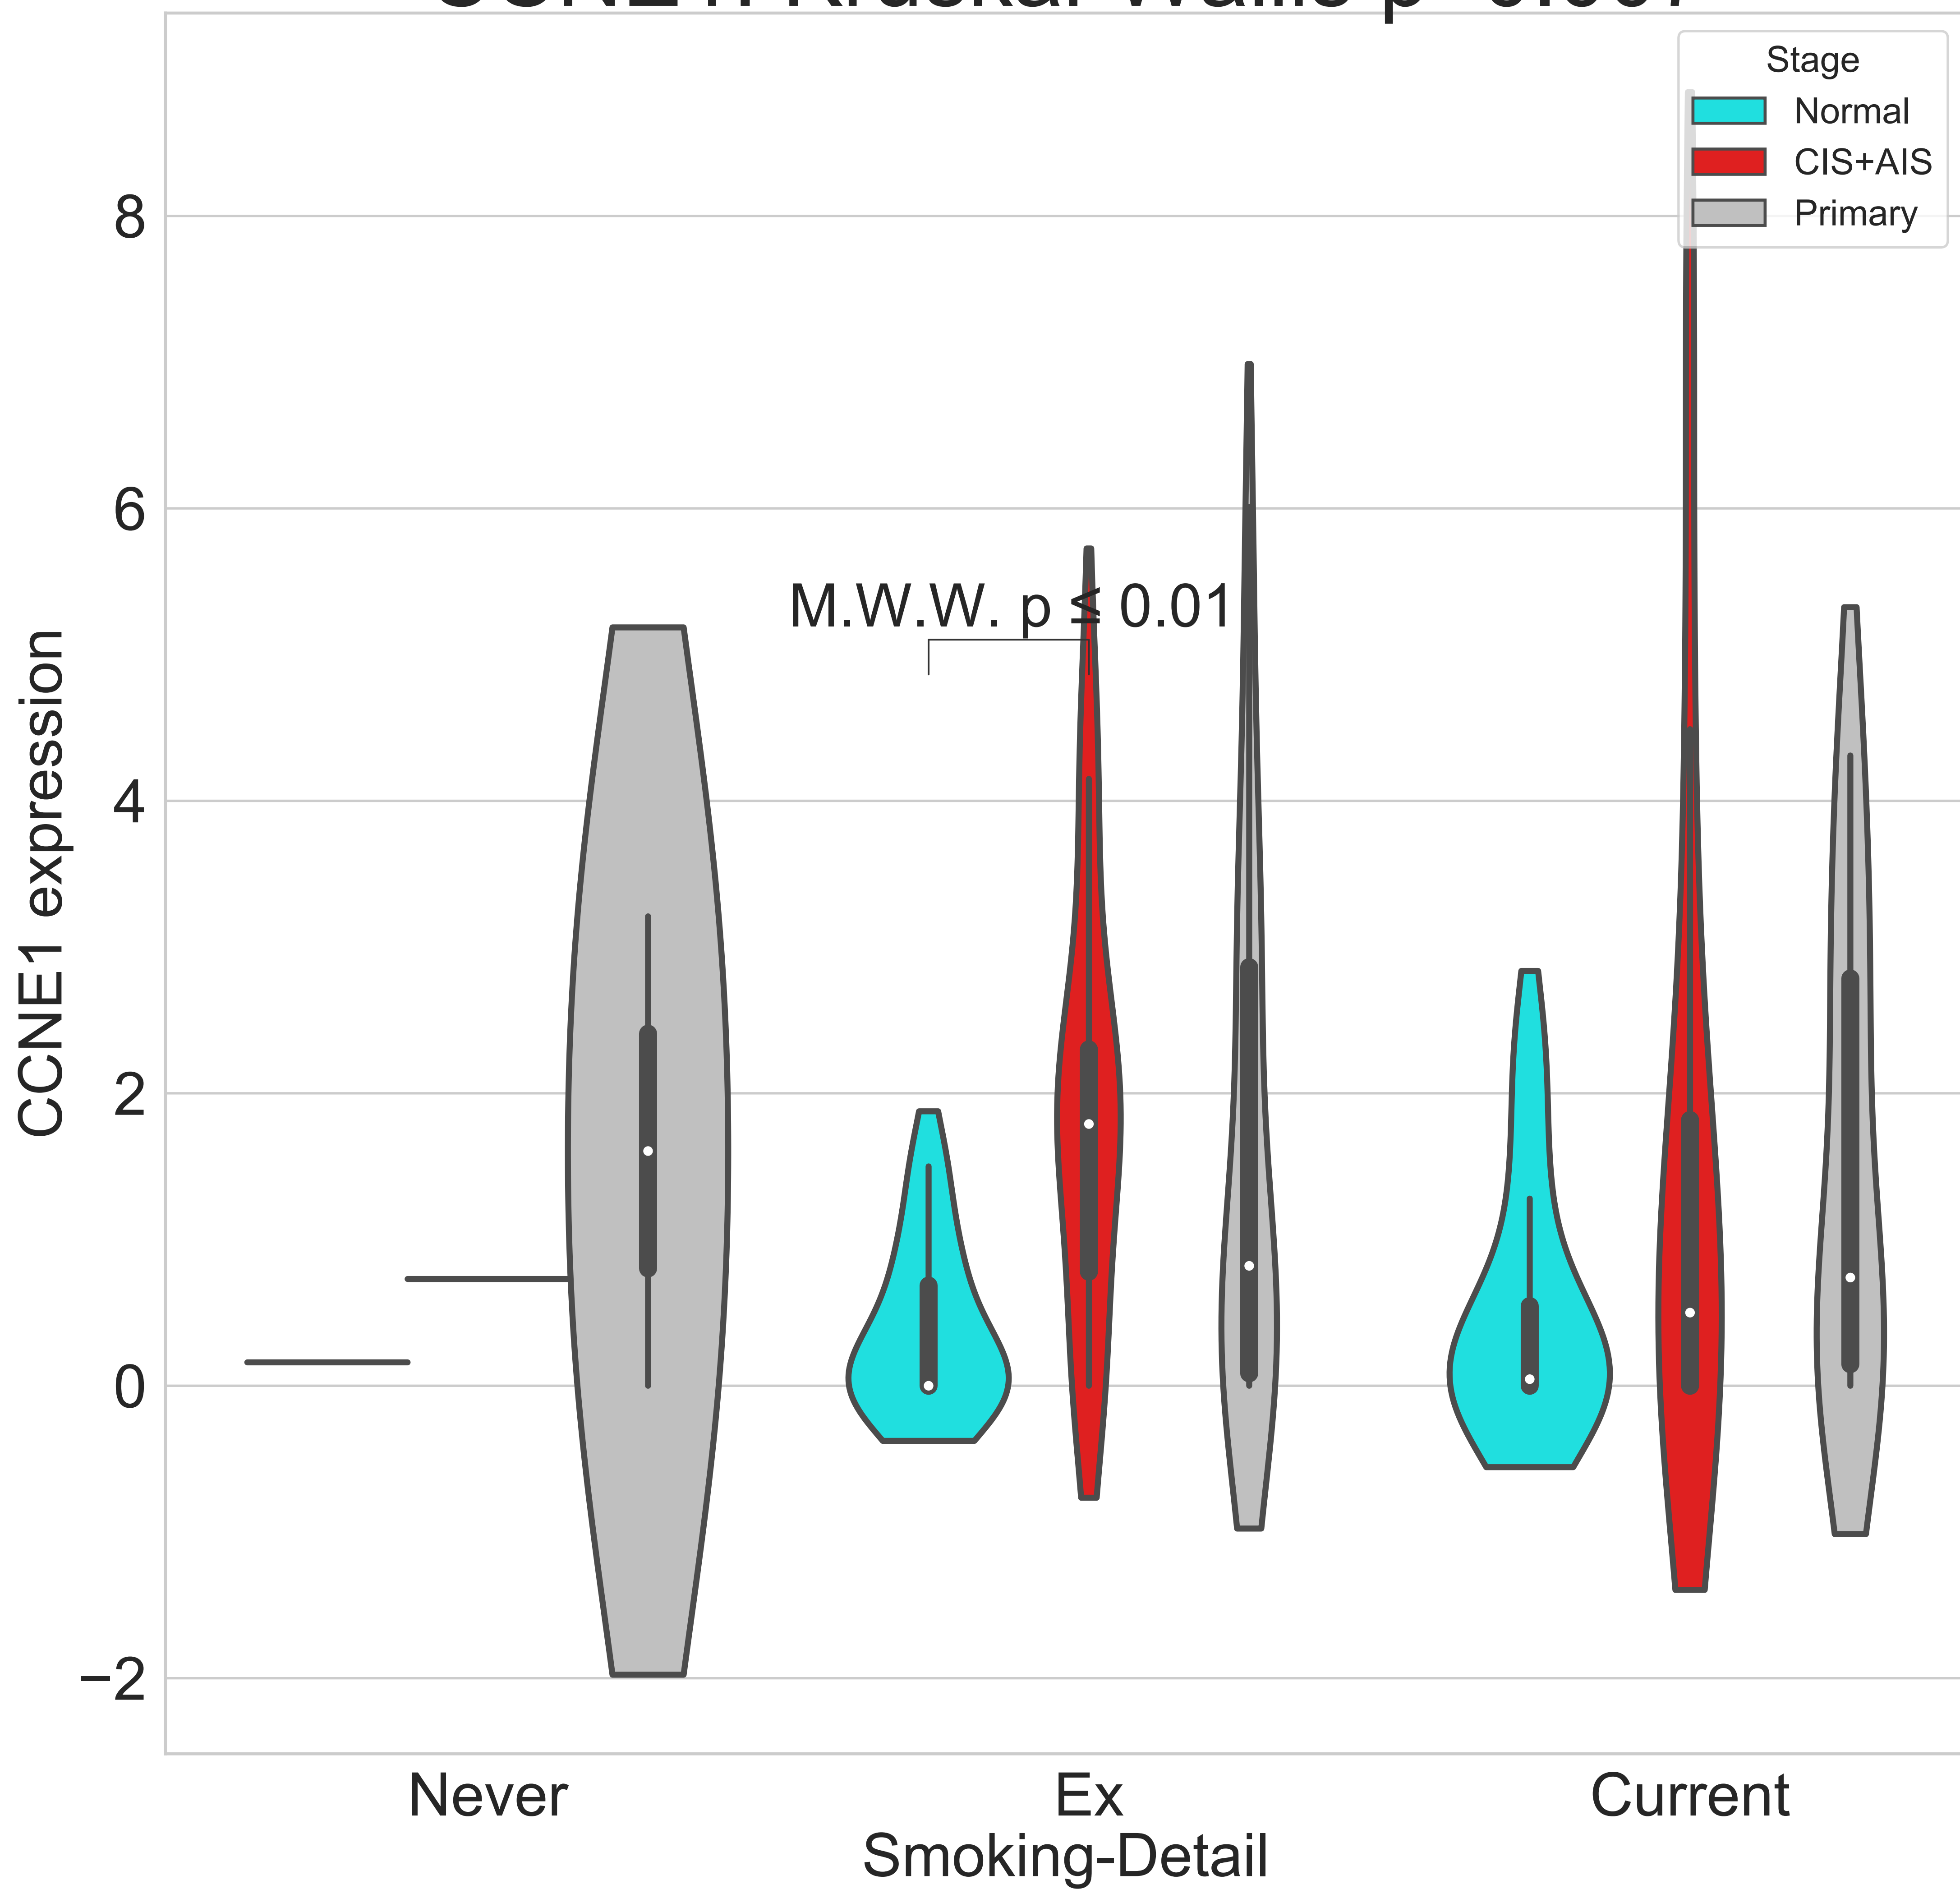 Stage
Normal
CIS+AIS
Primary
8
6
4
2
0
−2
CCNE1 expression
M.W.W. p ≤ 0.01
Never
Ex
Current
Smoking-Detail